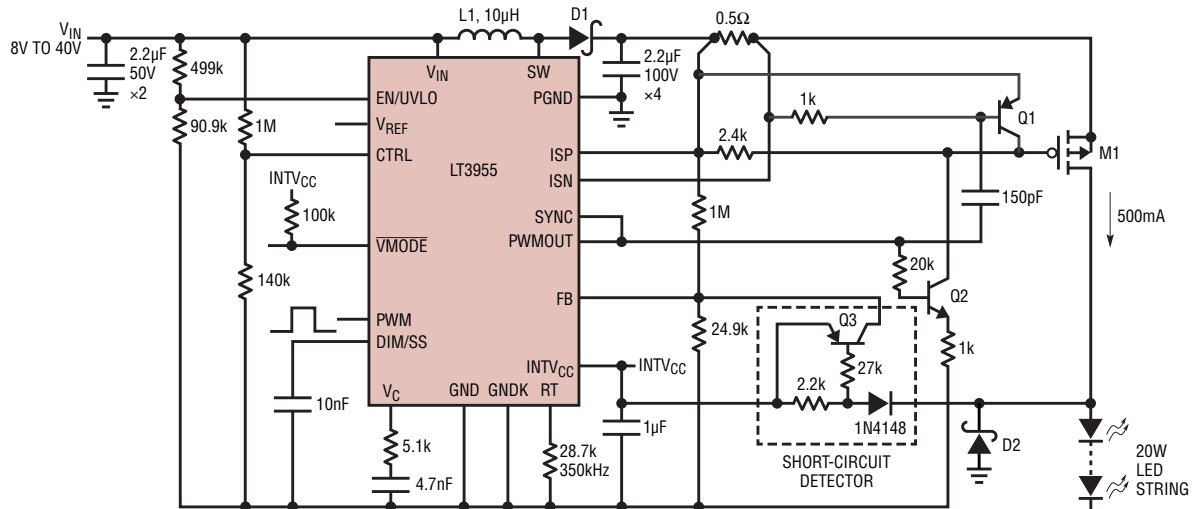 VIN
8V TO 40V
2.2µF
50V
×2
499k
90.9k
1M
140k
INTVCC
100k
10nF
L1, 10µH
D1
2.2µF
100V
×4
0.5Ω
VIN
SW
EN/UVLO
PGND
VREF
CTRL
ISP
LT3955
ISN
SYNC
VMODE
PWMOUT
FB
PWM
DIM/SS
INTVCC
VC
GND
GNDK
RT
5.1k
4.7nF
28.7k
350kHz
INTVCC
1µF
1k
2.4k
1M
24.9k
Q1
M1
150pF
500mA
20k
Q2
1k
Q3
27k
2.2k
1N4148
SHORT-CIRCUIT
DETECTOR
D2
20W
LED
STRING